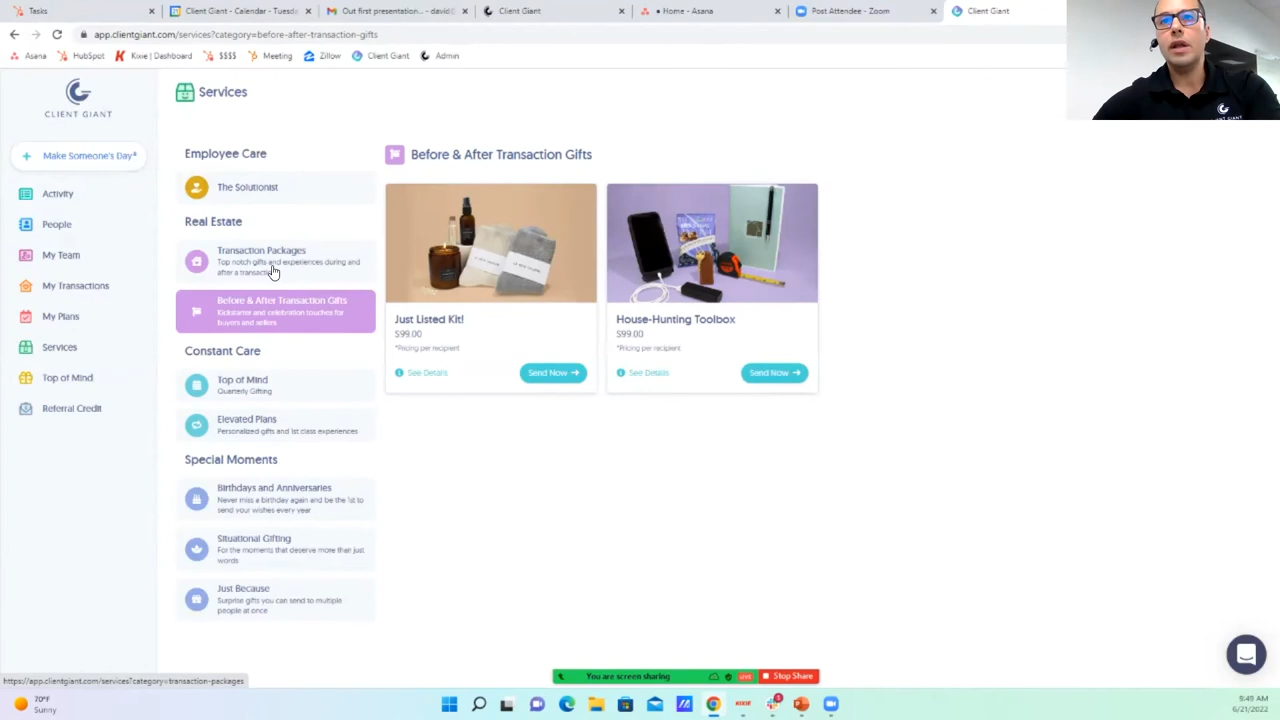 Tasks
Client Giant - Calendar - Tuesda
Out first presentation... - david@
Client Giant
• Home - Asana
Post Attendee - Zoom
Client Giant
app.clientgiant.com/services?category=before-after-transaction-gifts
Asana
HubSpot
Kixie | Dashboard
$$$$
Meeting
Zillow
Client Giant
Admin
CLIENT GIANT
Make Someone's Day
Activity
People
My Team
My Transactions
My Plans
Services
Top of Mind
Referral Credit
Services
Employee Care
The Solutionist
Real Estate
Transaction Packages
Top notch gifts and experiences during and
after a transaction
Before & After Transaction Gifts
Kickstarter and celebration touches for
buyers and sellers
Constant Care
Top of Mind
Quarterly Gifting
Elevated Plans
Personalized gifts and 1st class experiences
Special Moments
Birthdays and Anniversaries
Never miss a birthday again and be the 1st to
send your wishes every year
Situational Gifting
For the moments that deserve more than just
words
Just Because
Surprise gifts you can send to multiple
people at once
Before & After Transaction Gifts
Just Listed Kit!
$99.00
*Pricing per recipient
See Details
Send Now →
House-Hunting Toolbox
$99.00
*Pricing per recipient
See Details
Send Now →
CLIENT GIANT
https://app.clientgiant.com/services?category=transaction-packages
You are screen sharing
LIVE
Stop Share
70°F
Sunny
KIXIE
9:49 AM
6/21/2022